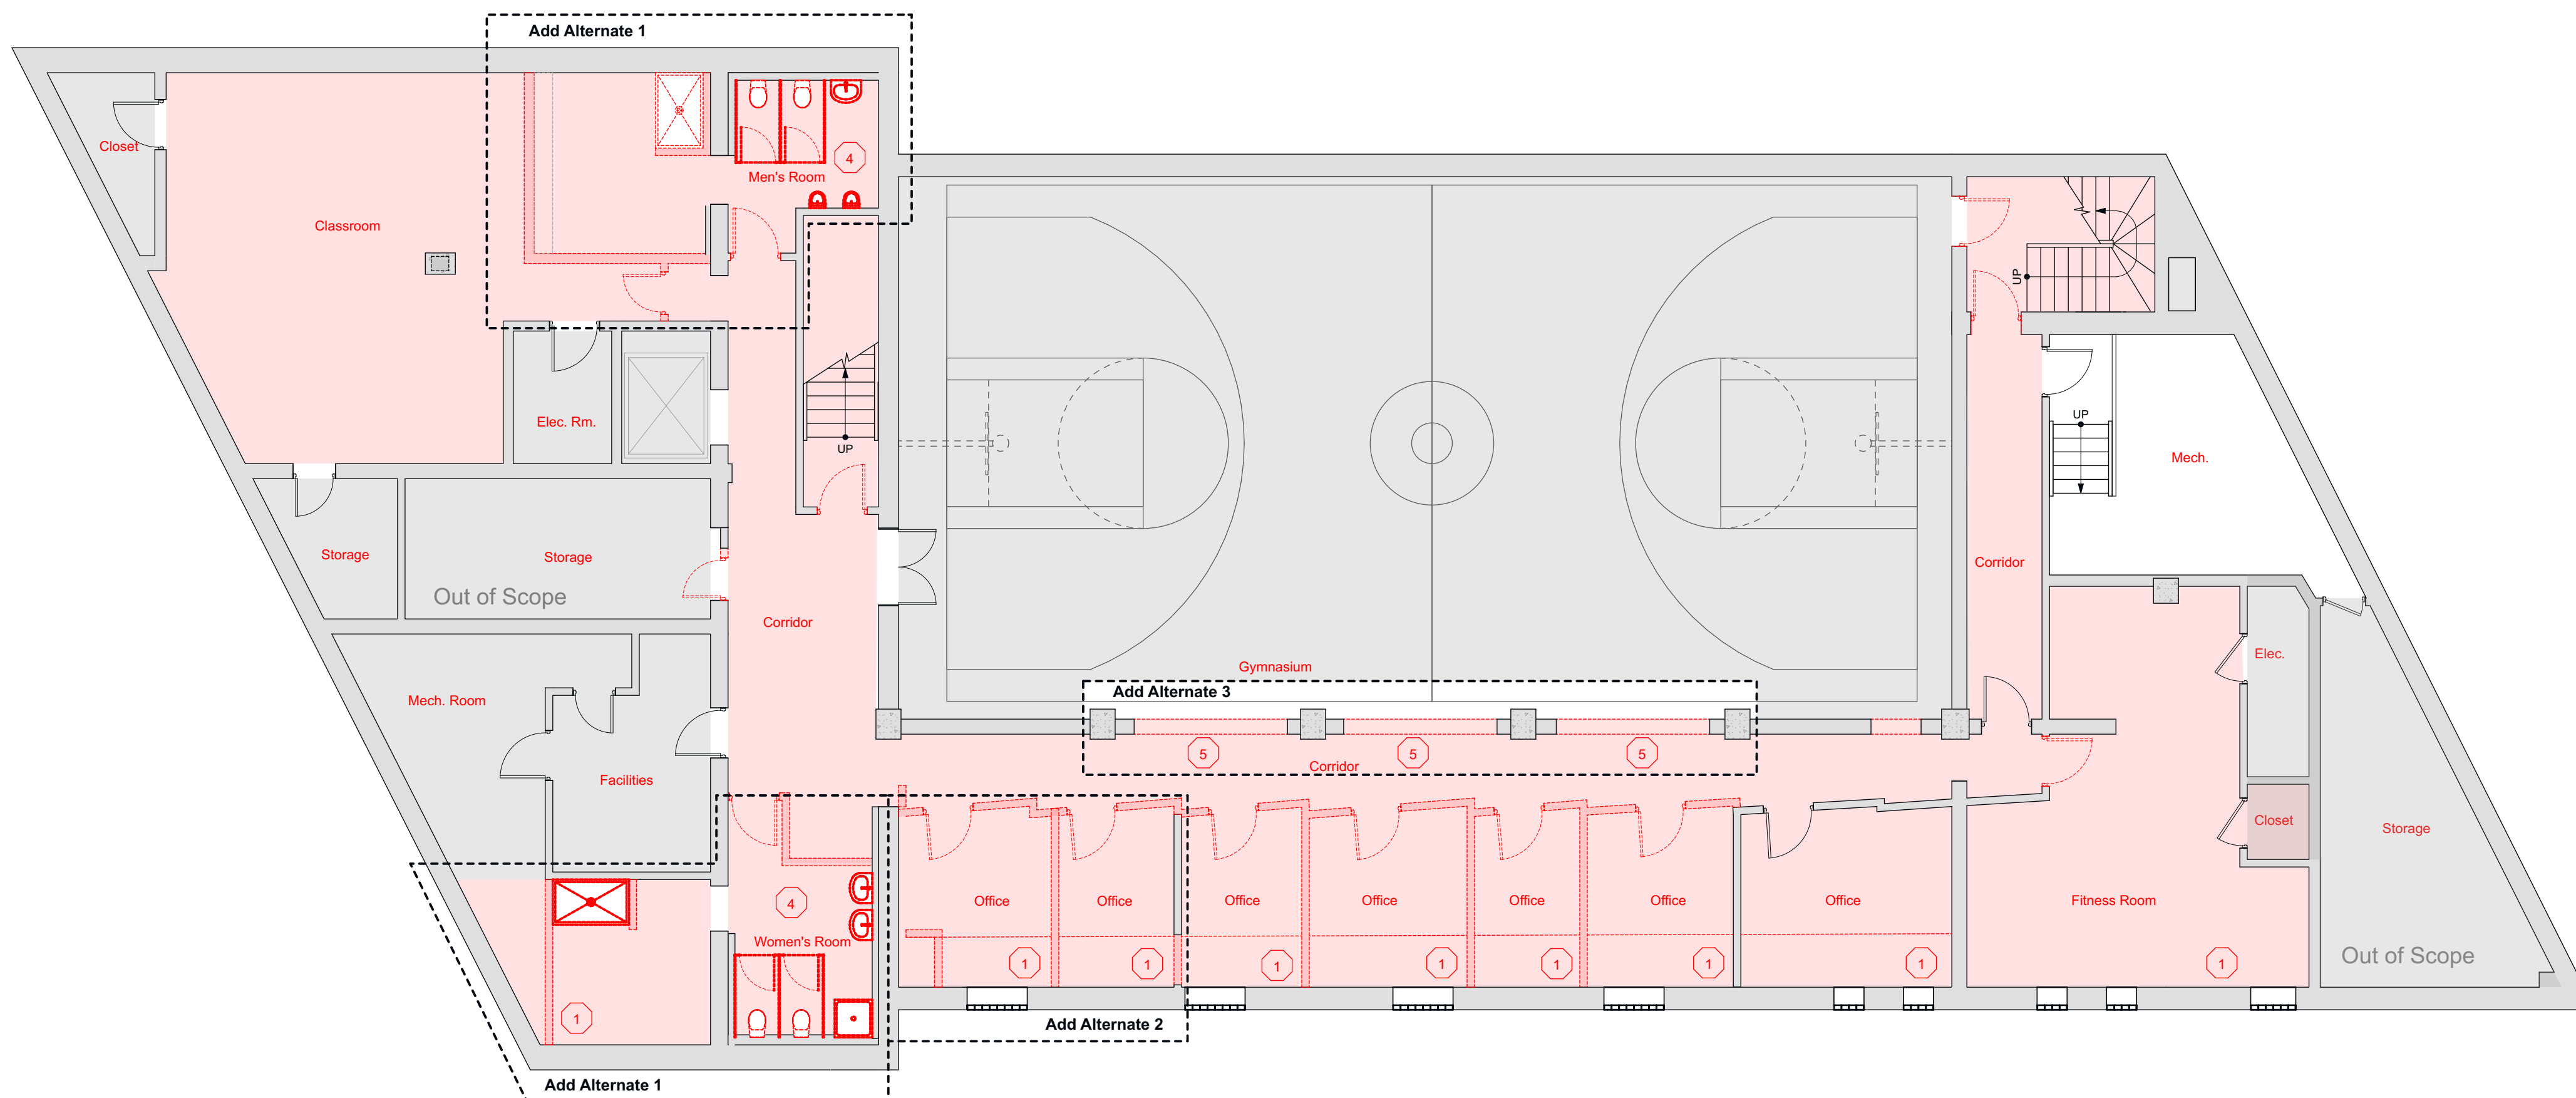 Add Alternate 1
Closet
4
Men's Room
Classroom
UP
Elec. Rm.
UP
UP
Mech.
Storage
Storage
Out of Scope
Corridor
Corridor
Gymnasium
Elec.
Mech. Room
Add Alternate 3
5
5
5
Corridor
Facilities
Closet
Storage
4
Women's Room
Office
Office
Office
Office
Office
Office
Office
Fitness Room
1
1
1
1
1
1
1
1
Out of Scope
1
Add Alternate 2
Add Alternate 1